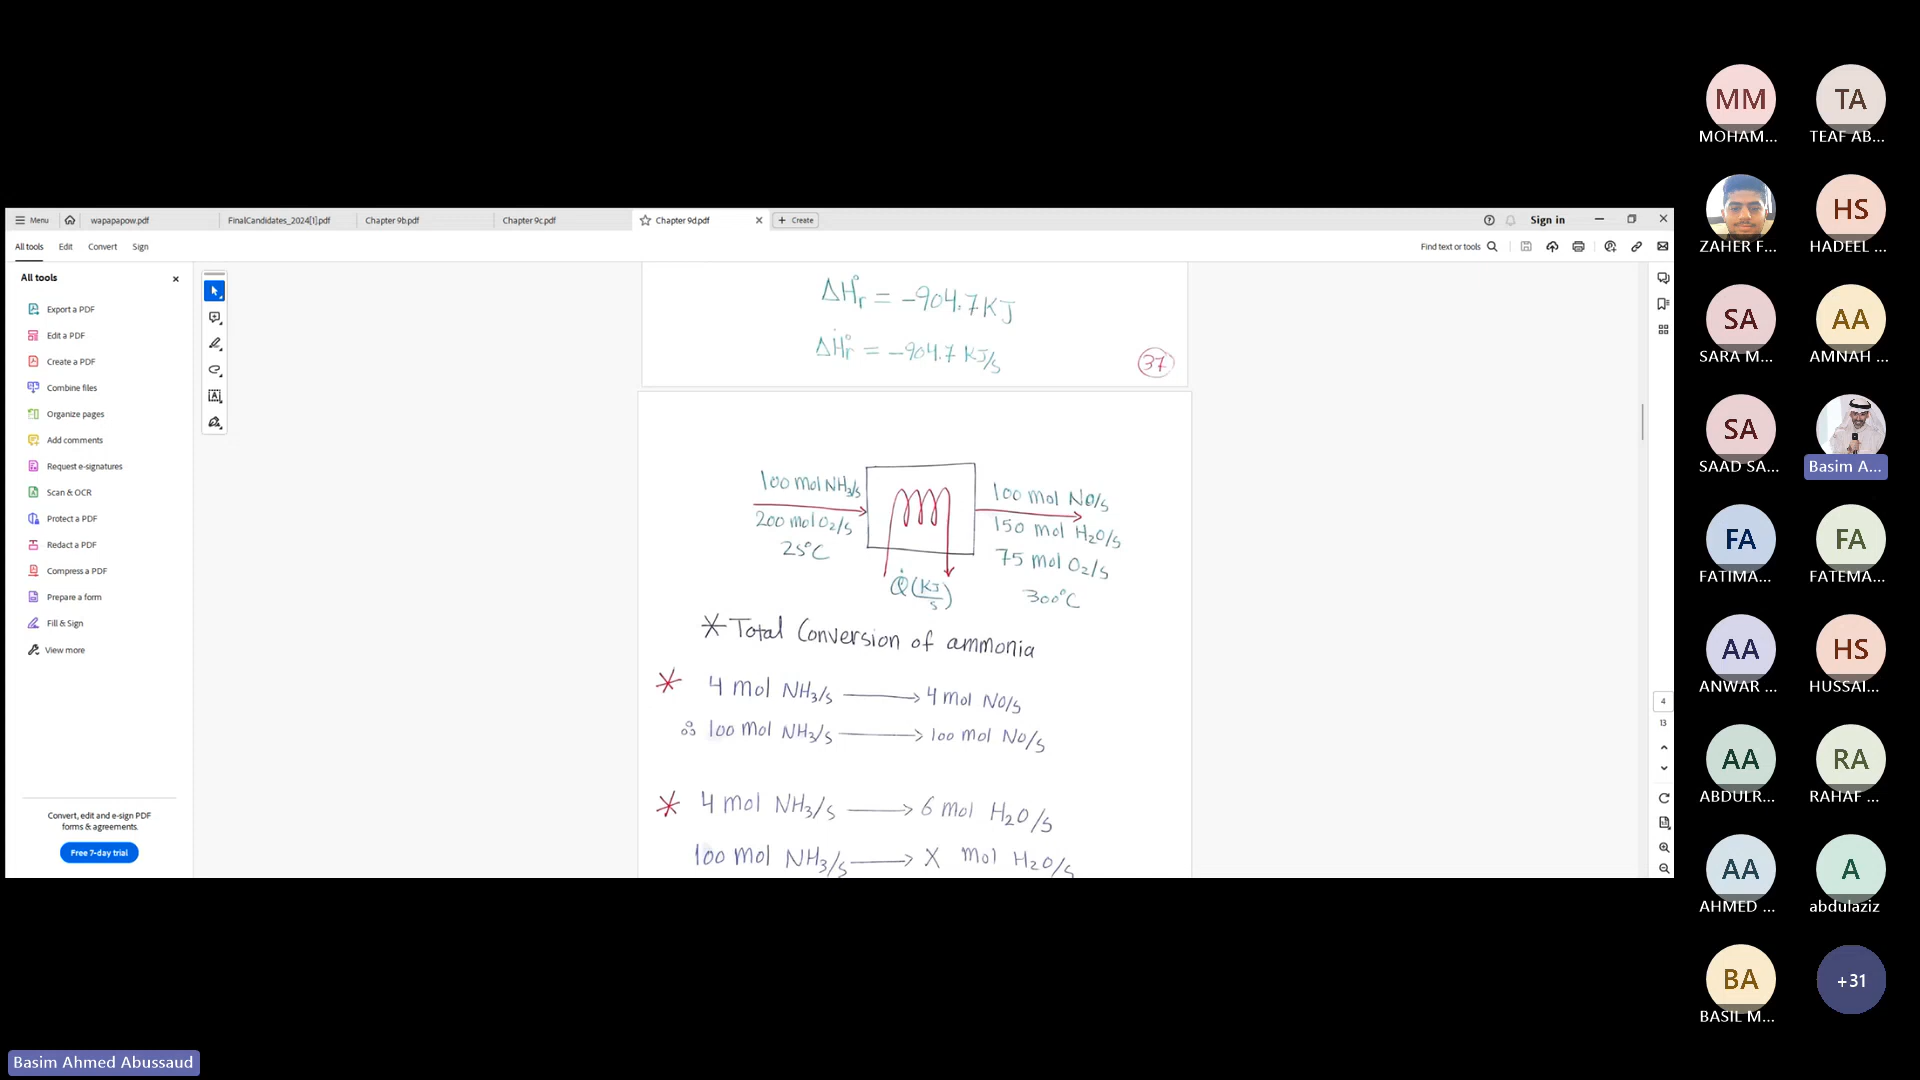 Menu
wapapapow.pdf
FinalCandidates_2024[1].pdf
Chapter 9b.pdf
Chapter 9c.pdf
Chapter 9d.pdf
Create
Sign in
All tools
Edit
Convert
Sign
Find text or tools
All tools
Export a PDF
Edit a PDF
Create a PDF
Combine files
Organize pages
Add comments
Request e-signatures
Scan & OCR
Protect a PDF
Redact a PDF
Compress a PDF
Prepare a form
Fill & Sign
View more
Convert, edit and e-sign PDF
forms & agreements.
Free 7-day trial
ΔH°r = -904.7 KJ
ΔḢ°r = -904.7 KJ/s
37
100 mol NH3/s
200 mol O2/s
25°C
Q̇ (KJ/s)
100 mol NO/s
150 mol H2O/s
75 mol O2/s
300°C
* Total Conversion of ammonia
* 4 mol NH3/s → 4 mol NO/s
∴ 100 mol NH3/s → 100 mol NO/s
* 4 mol NH3/s → 6 mol H2O/s
100 mol NH3/s → X mol H2O/s
4
13
MM
MOHAM...
TA
TEAF AB...
ZAHER F...
HS
HADEEL ...
SA
SARA M...
AA
AMNAH ...
SA
SAAD SA...
Basim A...
FA
FATIMA...
FA
FATEMA...
AA
ANWAR ...
HS
HUSSAI...
AA
ABDULR...
RA
RAHAF ...
AA
AHMED ...
A
abdulaziz
BA
BASIL M...
+31
Basim Ahmed Abussaud